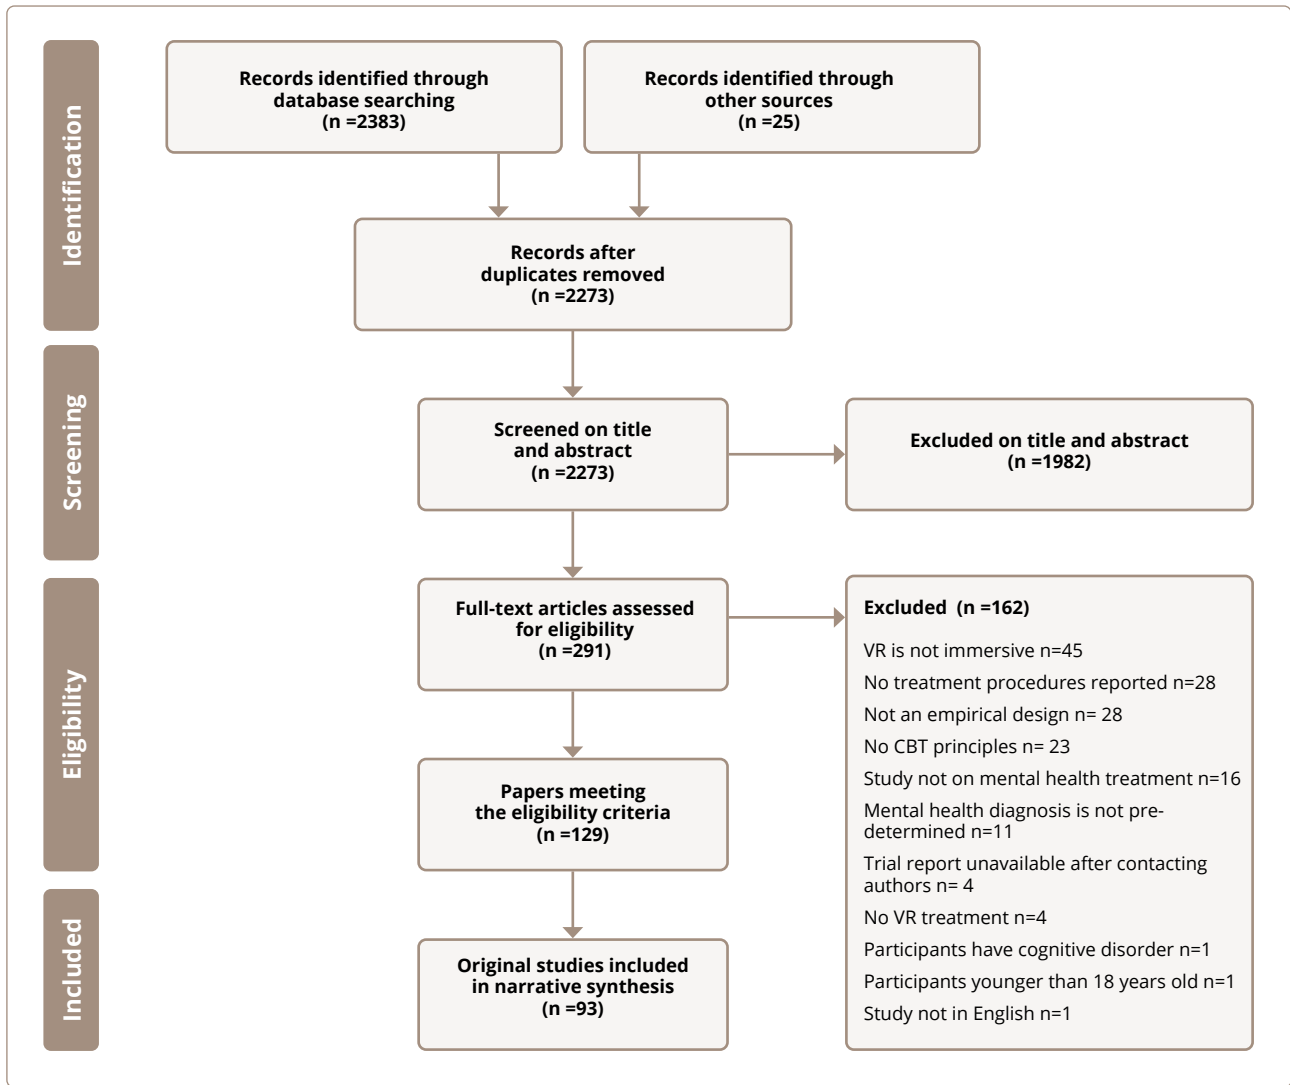 Identification
Records identified through
database searching
(n =2383)
Records identified through
other sources
(n =25)
Records after
duplicates removed
(n =2273)
Screening
Screened on title
and abstract
(n =2273)
Excluded on title and abstract
(n =1982)
Eligibility
Full-text articles assessed
for eligibility
(n =291)
Excluded (n =162)
VR is not immersive n=45
No treatment procedures reported n=28
Not an empirical design n= 28
No CBT principles n= 23
Study not on mental health treatment n=16
Mental health diagnosis is not pre-
determined n=11
Trial report unavailable after contacting
authors n= 4
No VR treatment n=4
Participants have cognitive disorder n=1
Participants younger than 18 years old n=1
Study not in English n=1
Papers meeting
the eligibility criteria
(n =129)
Included
Original studies included
in narrative synthesis
(n =93)